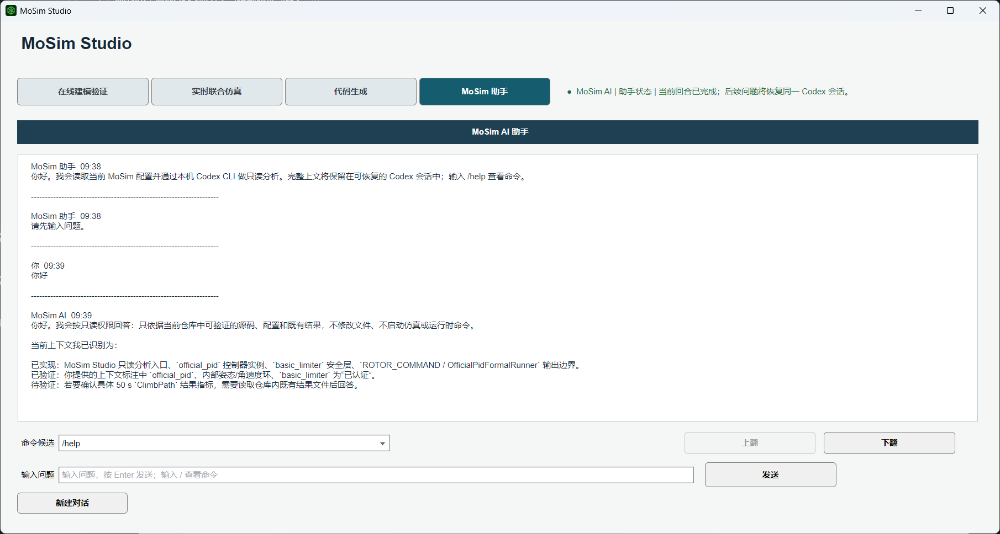 MoSim Studio
MoSim Studio
在线建模验证
实时联合仿真
代码生成
MoSim 助手
● MoSim AI | 助手状态 | 当前回合已完成；后续问题将恢复同一 Codex 会话。
MoSim AI 助手
MoSim 助手  09:38
你好。我会读取当前 MoSim 配置并通过本机 Codex CLI 做只读分析。完整上文将保留在可恢复的 Codex 会话中；输入 /help 查看命令。
--------------------------------------------------------------------
MoSim 助手  09:38
请先输入问题。
--------------------------------------------------------------------
你  09:39
你好
--------------------------------------------------------------------
MoSim AI  09:39
你好。我会按只读权限回答：只依据当前仓库中可验证的源码、配置和既有结果，不修改文件、不启动仿真或运行时命令。
当前上下文我已识别为：
已实现：MoSim Studio 只读分析入口、`official_pid` 控制器实例、`basic_limiter` 安全层、`ROTOR_COMMAND / OfficialPidFormalRunner` 输出边界。
已验证：你提供的上下文标注中 `official_pid`、内部姿态/角速度环、`basic_limiter` 为“已认证”。
待验证：若要确认具体 50 s `ClimbPath` 结果指标，需要读取仓库内既有结果文件后回答。
命令候选
/help
上翻
下翻
输入问题
输入问题，按 Enter 发送；输入 / 查看命令
发送
新建对话